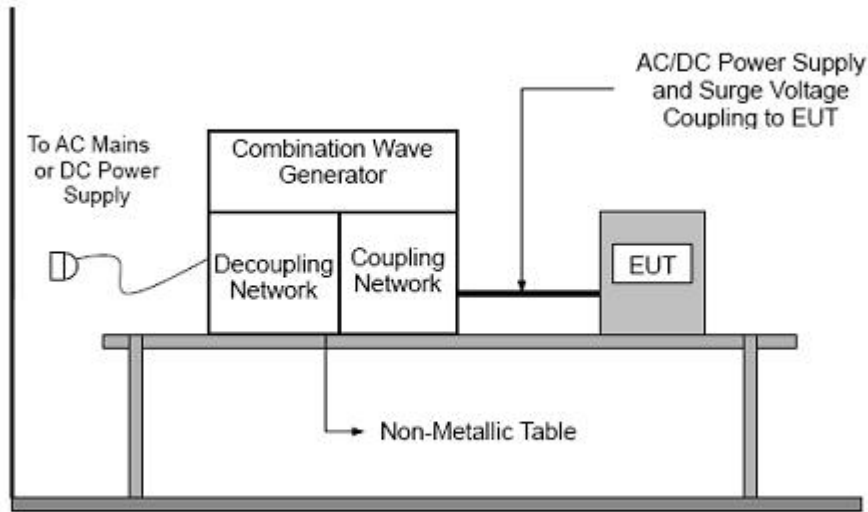 To AC Mains
or DC Power
Supply
Combination Wave
Generator
Decoupling
Network
Coupling
Network
AC/DC Power Supply
and Surge Voltage
Coupling to EUT
EUT
Non-Metallic Table